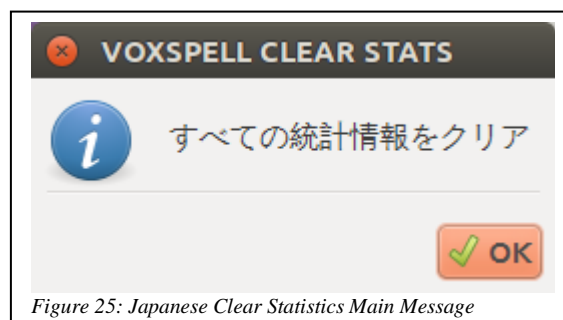 VOXSPELL CLEAR STATS
すべての統計情報をクリア
OK
Figure 25: Japanese Clear Statistics Main Message